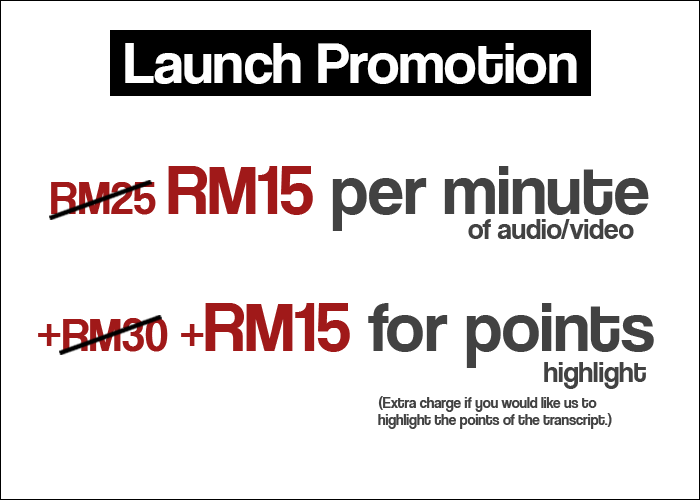 Launch Promotion
RM25 RM15 per minute
of audio/video
+RM30 +RM15 for points
highlight
(Extra charge if you would like us to
highlight the points of the transcript.)